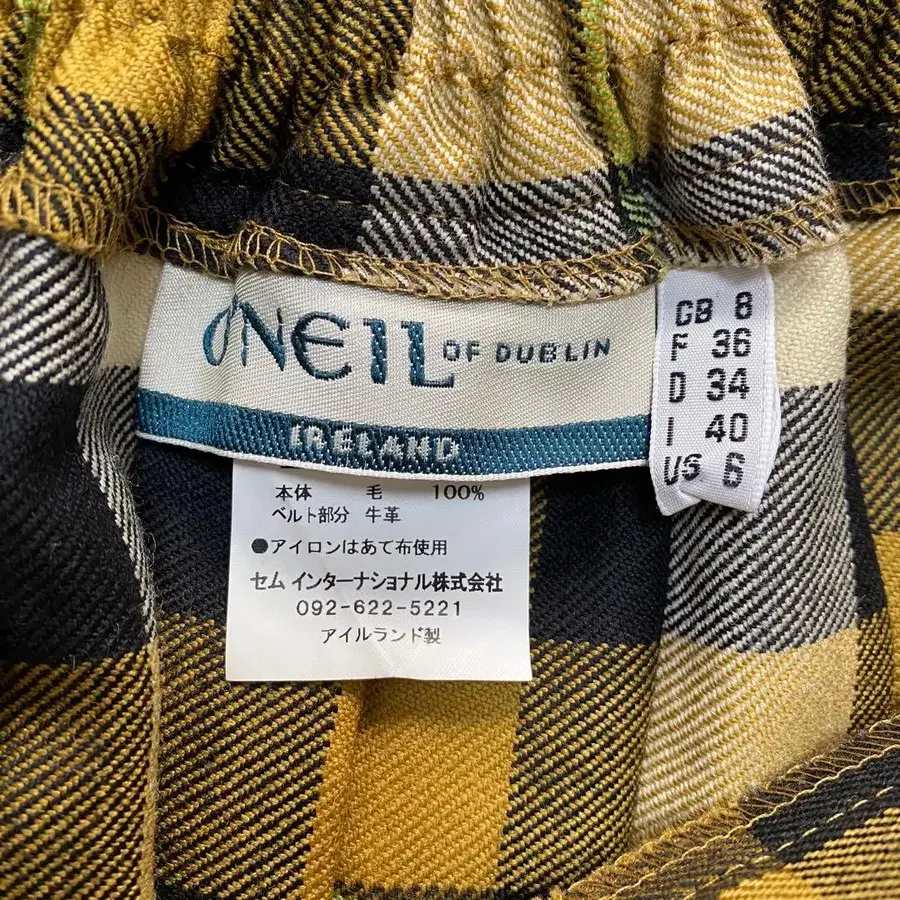 O'NEIL OF DUBLIN
IRELAND
GB 8
F 36
D 34
I 40
US 6
本体 毛 100%
ベルト部分 牛革
●アイロンはあて布使用
セム インターナショナル株式会社
092-622-5221
アイルランド製